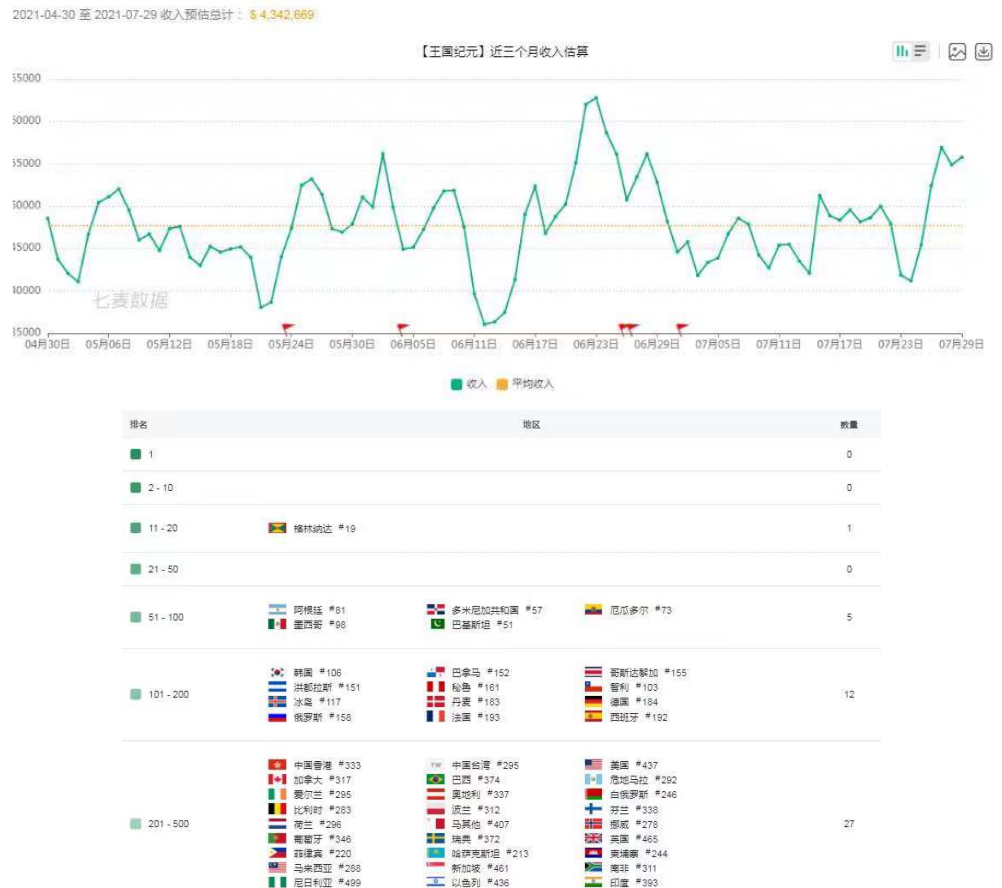 2021-04-30 至 2021-07-29 收入预估总计： $ 4,342,669
【王国纪元】近三个月收入估算
55000
50000
55000
50000
45000
40000
35000
七麦数据
04月30日 05月06日 05月12日 05月18日 05月24日 05月30日 06月05日 06月11日 06月17日 06月23日 06月29日 07月05日 07月11日 07月17日 07月23日 07月29日
收入 平均收入
排名 地区 数量
1 0
2 - 10 0
11 - 20 格林纳达 #19 1
21 - 50 0
阿根廷 #81 多米尼加共和国 #57 厄瓜多尔 #73
51 - 100 5
墨西哥 #98 巴基斯坦 #51
韩国 #106 巴拿马 #152 哥斯达黎加 #155
洪都拉斯 #151 秘鲁 #161 智利 #103
101 - 200 12
冰岛 #117 丹麦 #183 德国 #184
俄罗斯 #158 法国 #193 西班牙 #192
中国香港 #333 TW 中国台湾 #295 美国 #437
加拿大 #317 巴西 #374 危地马拉 #292
爱尔兰 #295 奥地利 #337 白俄罗斯 #246
比利时 #283 波兰 #312 芬兰 #338
201 - 500 荷兰 #296 马其他 #407 挪威 #278 27
葡萄牙 #346 瑞典 #372 英国 #465
菲律宾 #220 哈萨克斯坦 #213 柬埔寨 #244
马来西亚 #288 新加坡 #461 南非 #311
尼日利亚 #499 以色列 #436 印度 #393